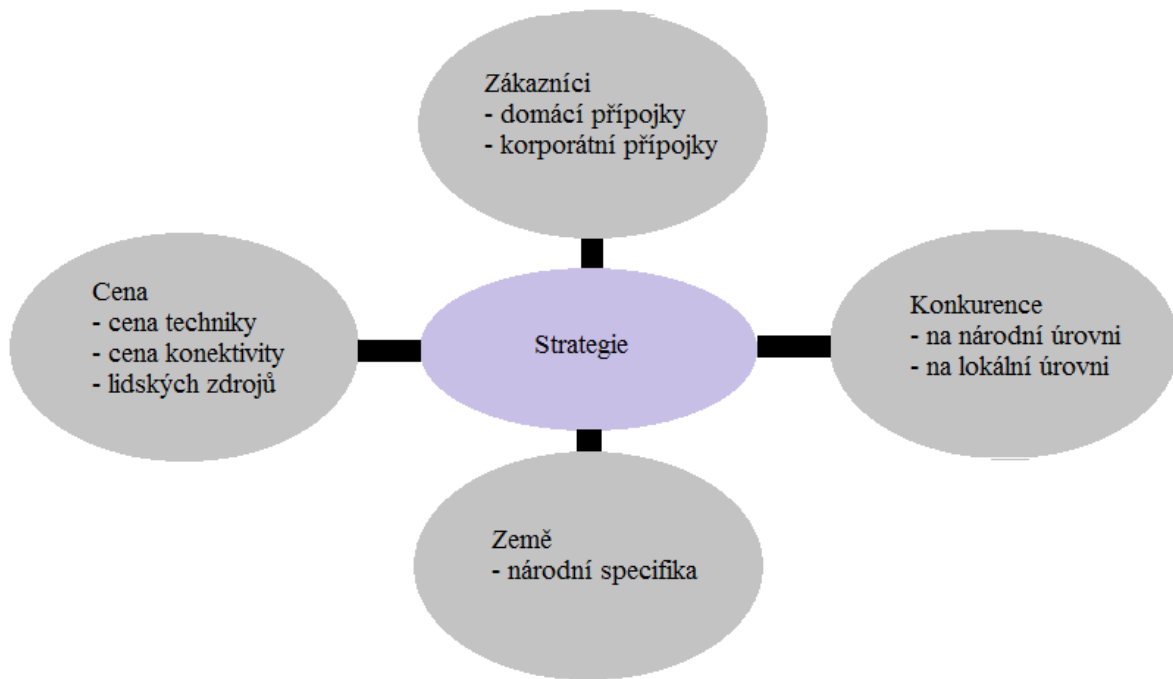 Zákazníci
- domácí přípojky
- korporátní přípojky
Cena
- cena techniky
- cena konektivity
- lidských zdrojů
Strategie
Konkurence
- na národní úrovni
- na lokální úrovni
Země
- národní specifika